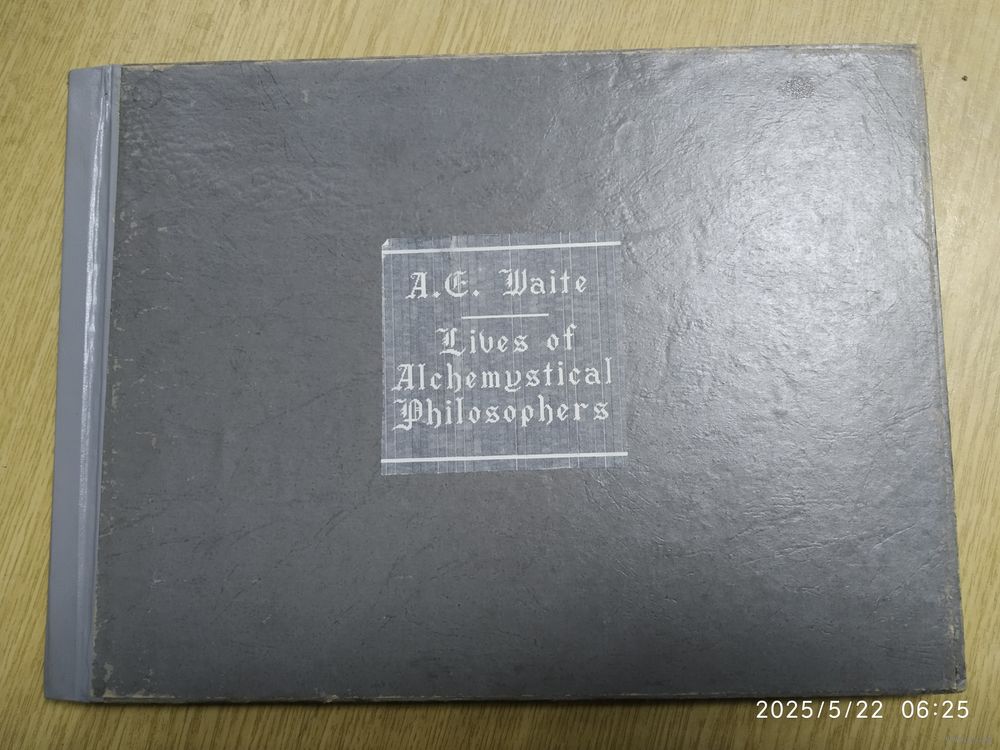 A.E. Waite
Lives of
Alchemystical
Philosophers
2025/5/22 06:25